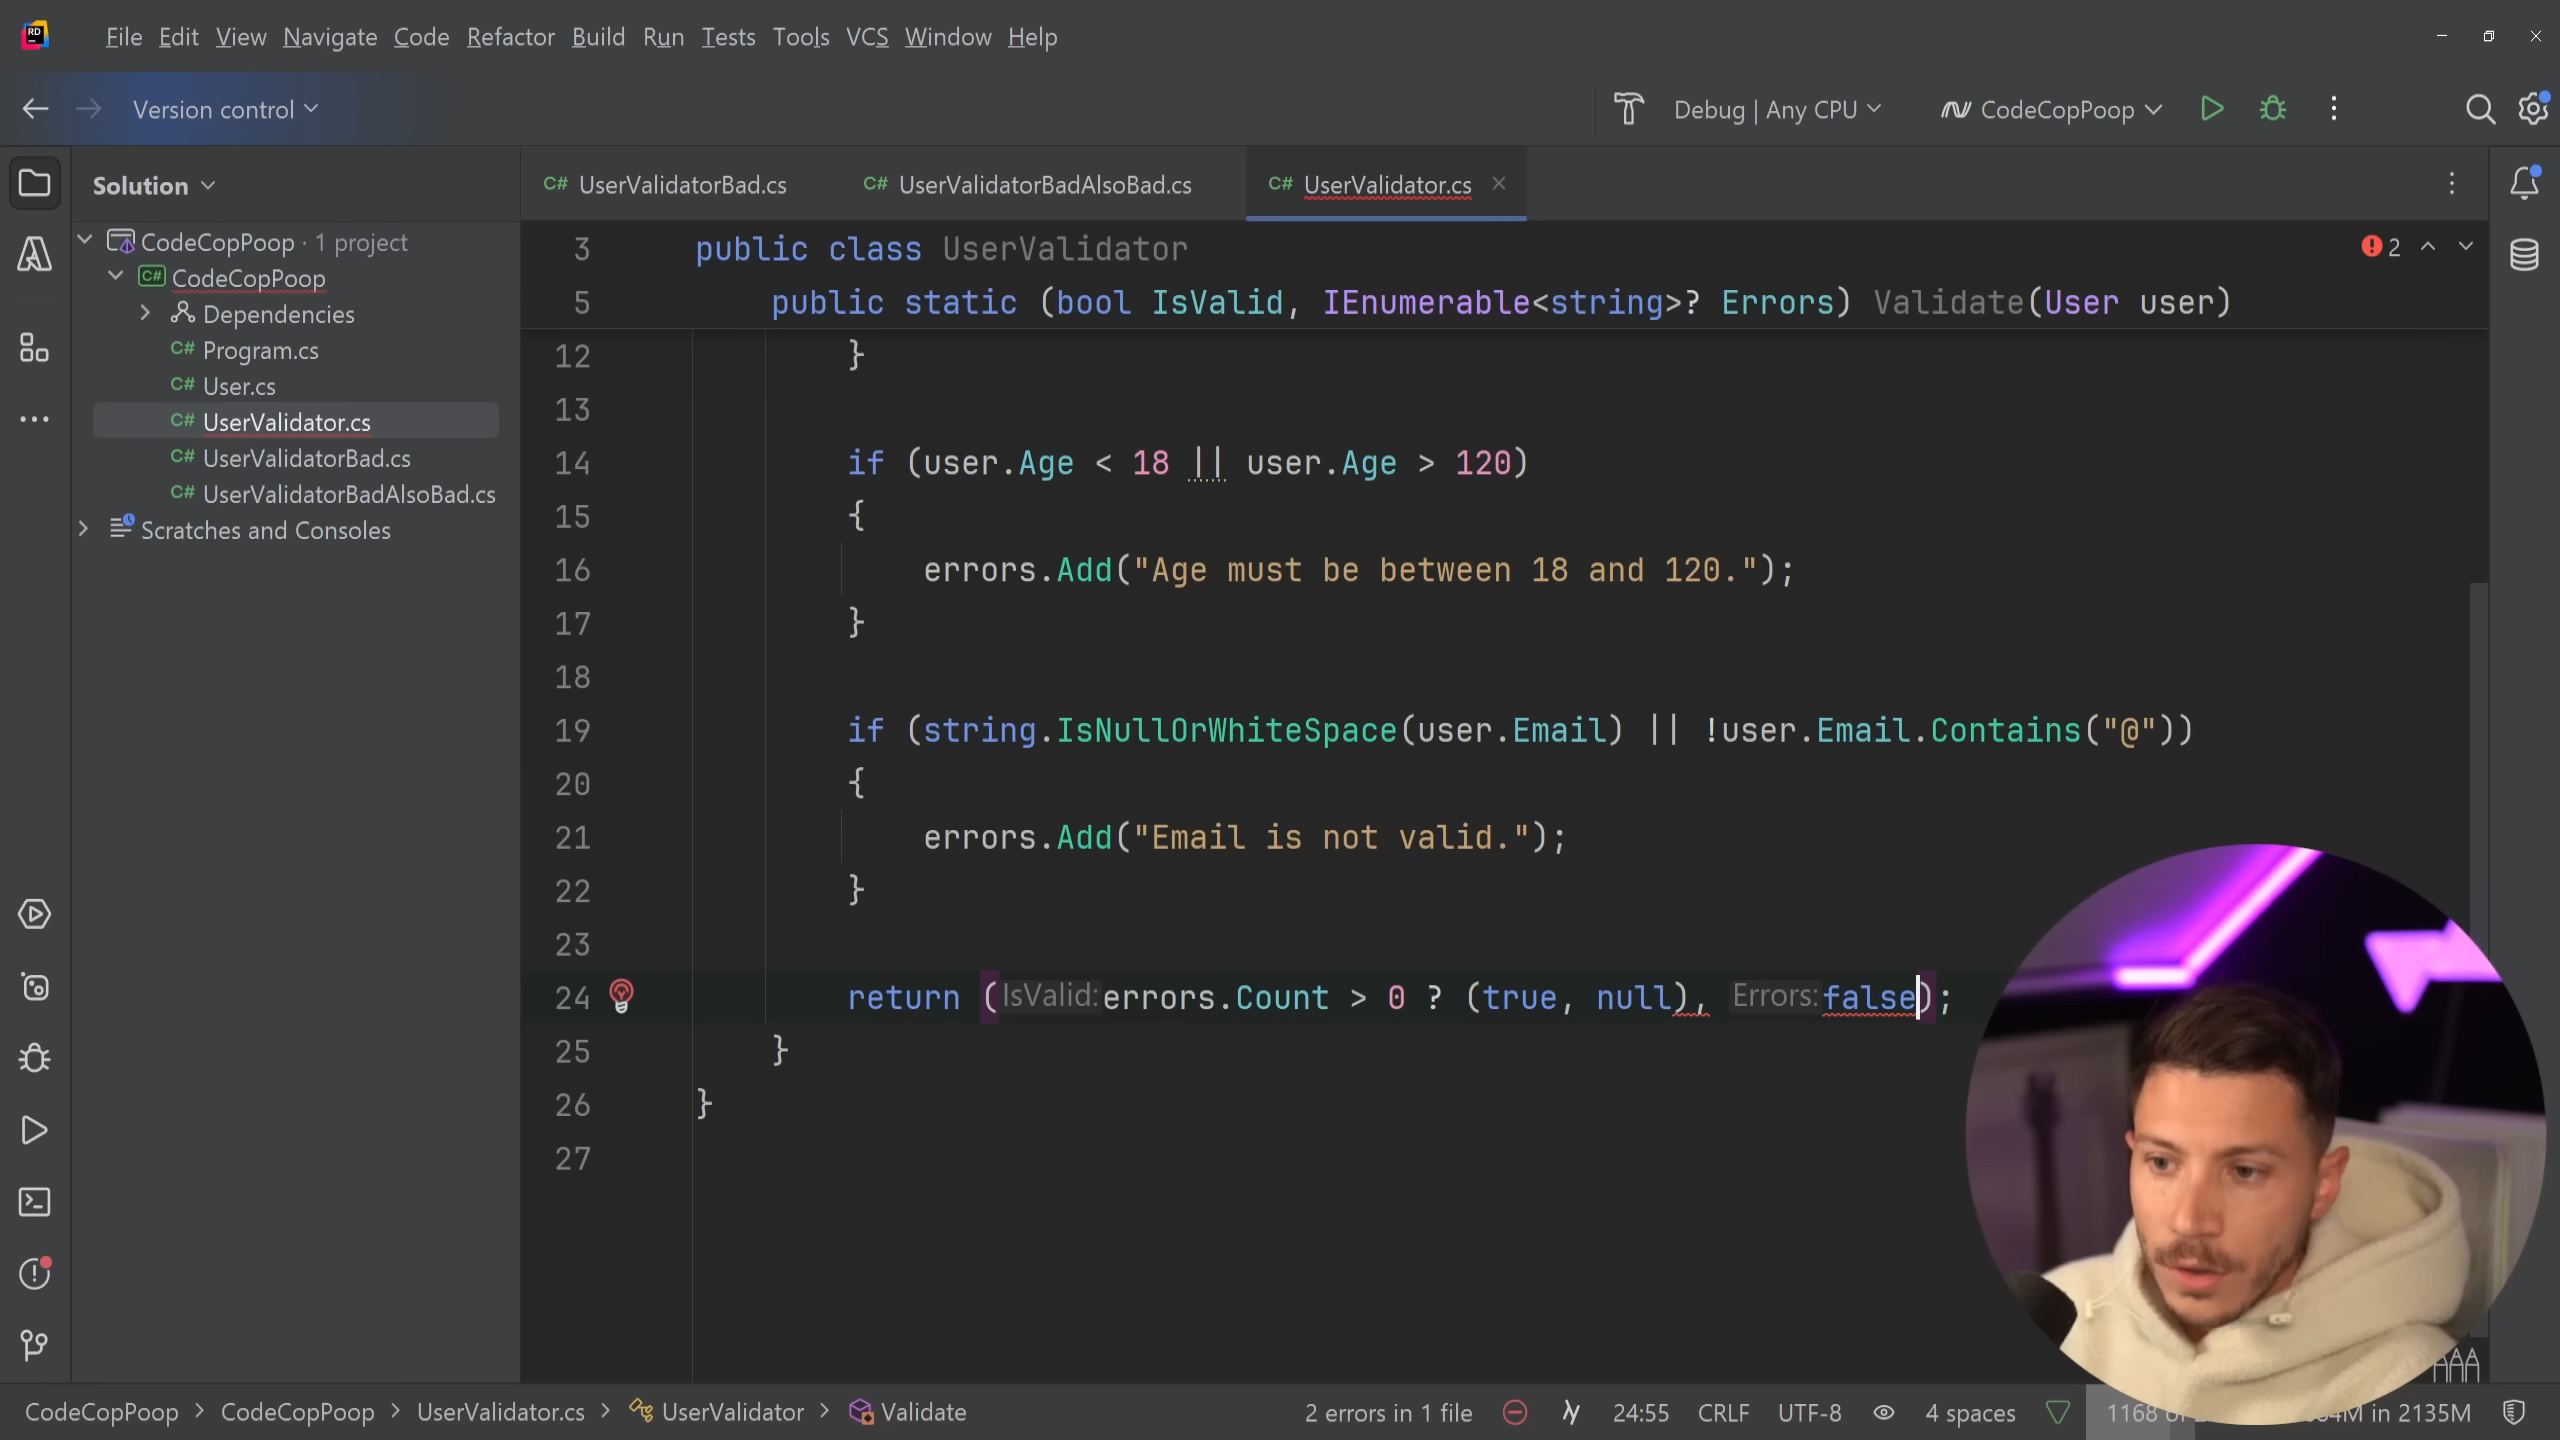 RD File Edit View Navigate Code Refactor Build Run Tests Tools VCS Window Help
Version control Debug | Any CPU CodeCopPoop
Solution
C# UserValidatorBad.cs C# UserValidatorBadAlsoBad.cs C# UserValidator.cs
CodeCopPoop · 1 project
C# CodeCopPoop
Dependencies
C# Program.cs
C# User.cs
C# UserValidator.cs
C# UserValidatorBad.cs
C# UserValidatorBadAlsoBad.cs
Scratches and Consoles
3 public class UserValidator
2
5 public static (bool IsValid, IEnumerable<string>? Errors) Validate(User user)
12 }
13
14 if (user.Age < 18 || user.Age > 120)
15 {
16 errors.Add("Age must be between 18 and 120.");
17 }
18
19 if (string.IsNullOrWhiteSpace(user.Email) || !user.Email.Contains("@"))
20 {
21 errors.Add("Email is not valid.");
22 }
23
24 return (IsValid:errors.Count > 0 ? (true, null), Errors:false);
25 }
26 }
27
CodeCopPoop > CodeCopPoop > UserValidator.cs > UserValidator > Validate 2 errors in 1 file 24:55 CRLF UTF-8 4 spaces 1168 in 2135M